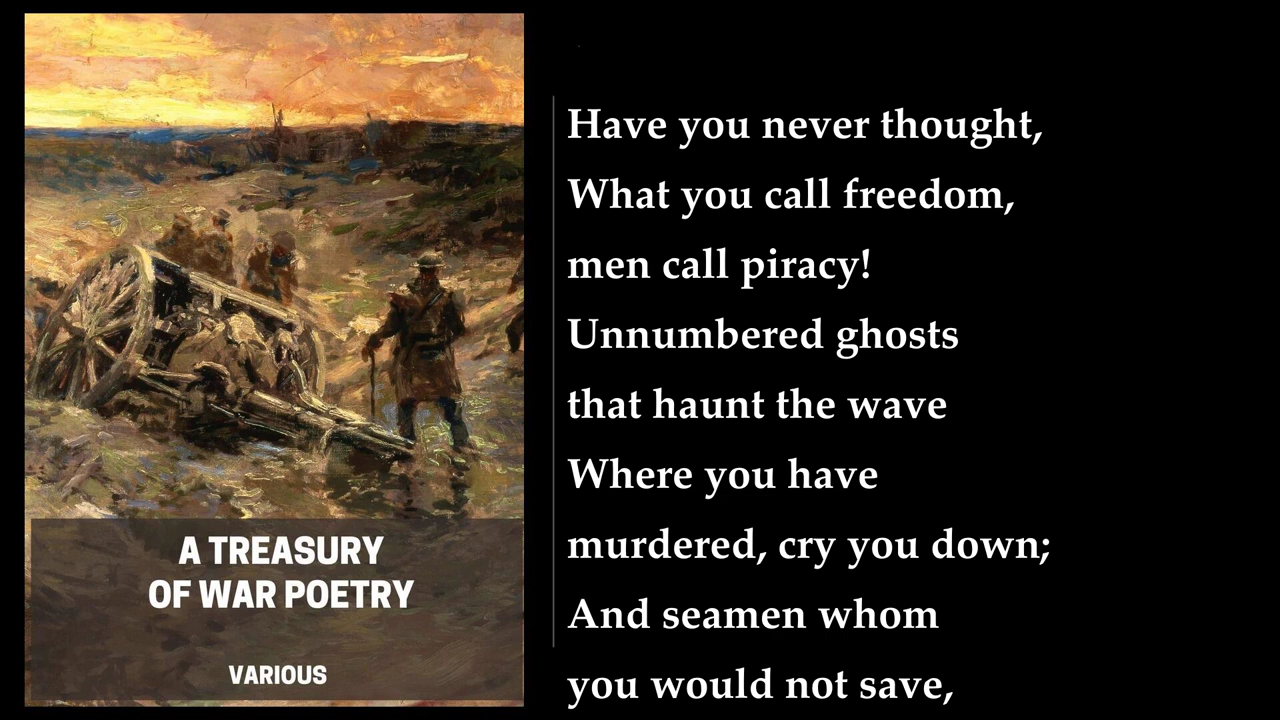 A TREASURY
OF WAR POETRY
VARIOUS
Have you never thought,
What you call freedom,
men call piracy!
Unnumbered ghosts
that haunt the wave
Where you have
murdered, cry you down;
And seamen whom
you would not save,